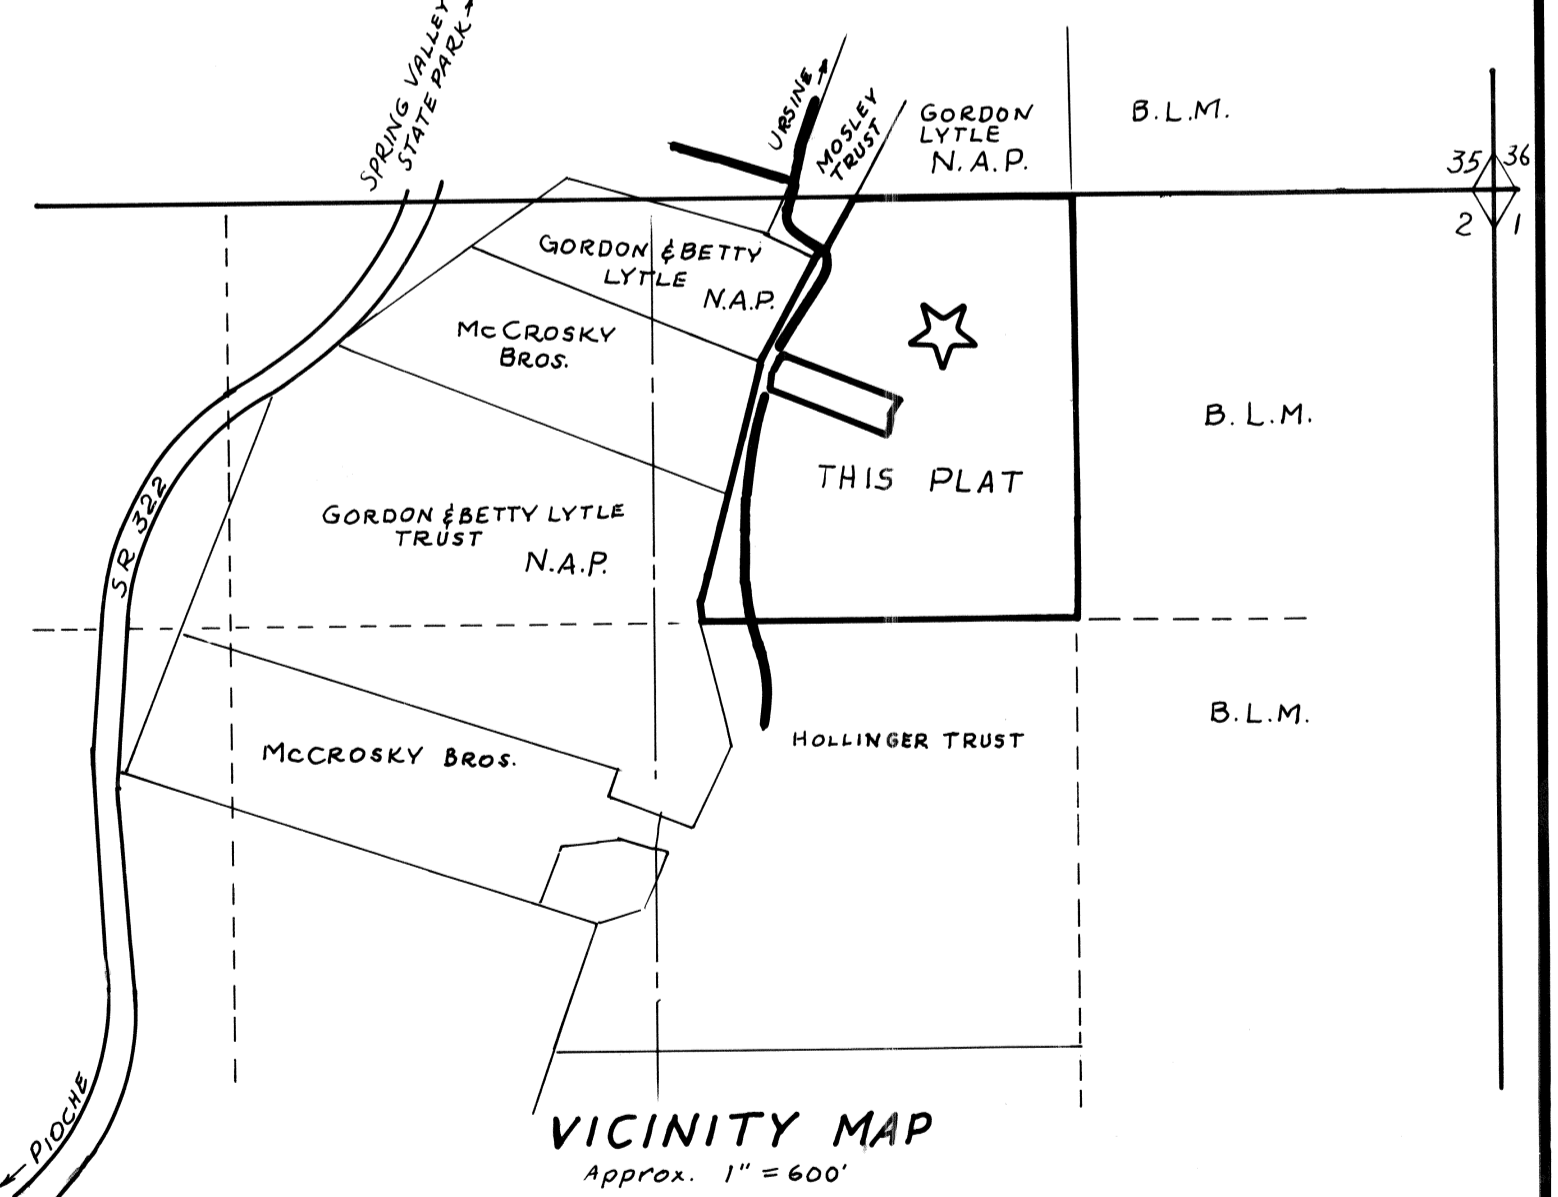 SPRING VALLEY
STATE PARK
URSINE
MOSLEY
TRUST
GORDON
LYTLE
N.A.P.
B.L.M.
35 36
2 1
GORDON & BETTY
LYTLE
N.A.P.
McCROSKY
BROS.
B.L.M.
THIS PLAT
SR 322
GORDON & BETTY LYTLE
TRUST
N.A.P.
B.L.M.
HOLLINGER TRUST
McCROSKY BROS.
PIOCHE
VICINITY MAP
Approx. 1" = 600'